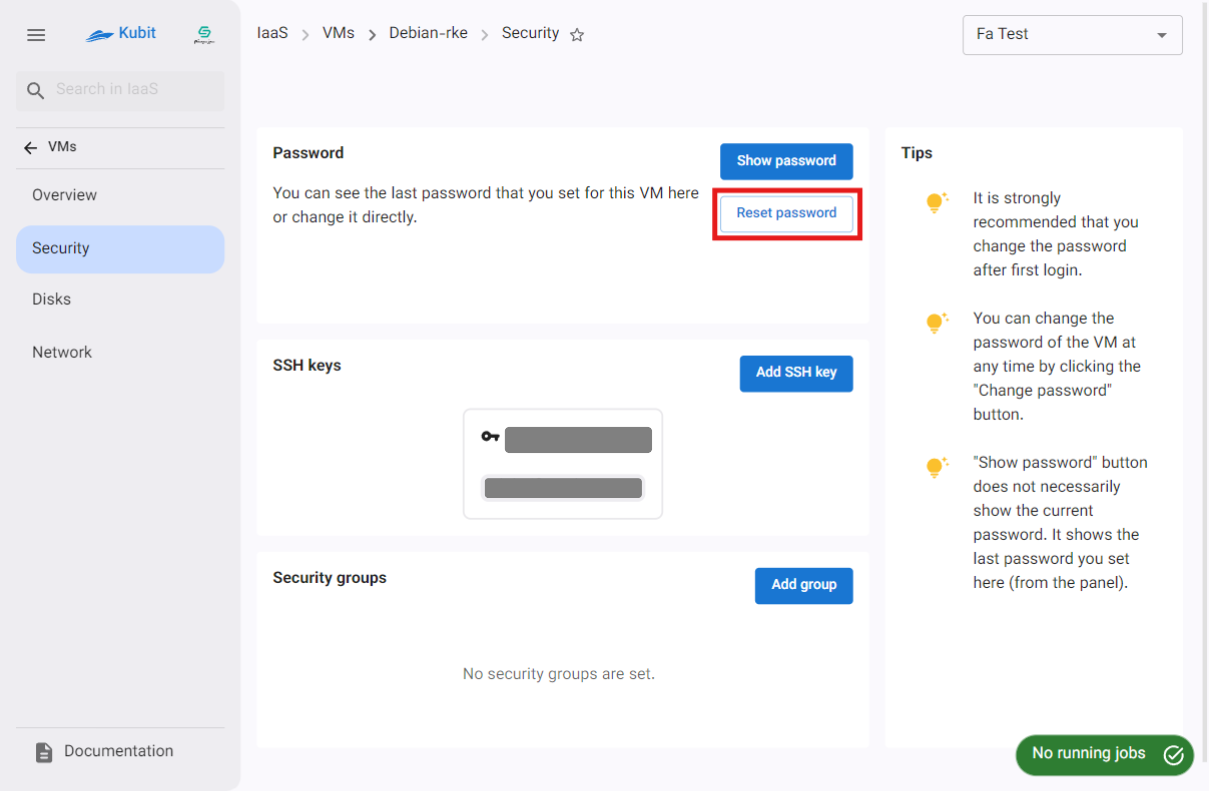 Kubit
IaaS > VMs > Debian-rke > Security
Fa Test
Search in IaaS
VMs
Overview
Security
Disks
Network
Documentation
Password
Show password
You can see the last password that you set for this VM here
or change it directly.
Reset password
SSH keys
Add SSH key
Security groups
Add group
No security groups are set.
Tips
It is strongly
recommended that you
change the password
after first login.
You can change the
password of the VM at
any time by clicking the
"Change password"
button.
"Show password" button
does not necessarily
show the current
password. It shows the
last password you set
here (from the panel).
No running jobs